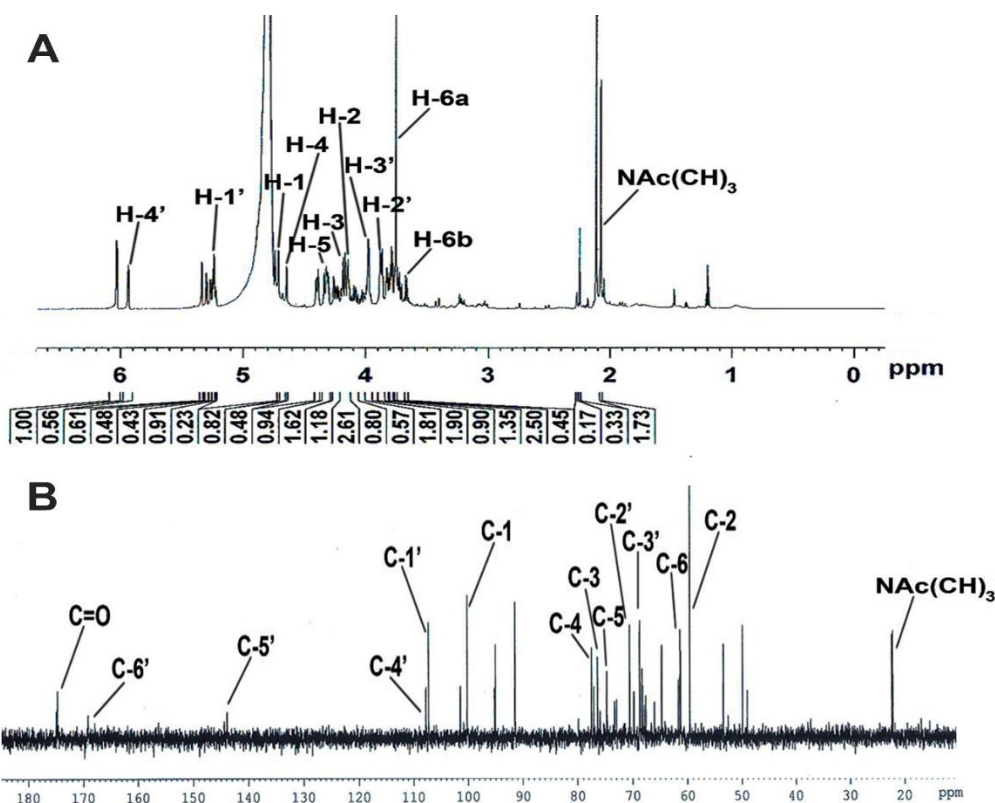 A
H-6a
H-2
H-4
H-3'
NAc(CH)3
H-1'
H-1
H-2'
H-4'
H-3
H-5
H-6b
6 5 4 3 2 1 0 ppm
1.00 0.56 0.61 0.48 0.43 0.91 0.23 0.82 0.48 0.94 1.62 1.18 2.61 0.80 0.57 1.81 1.90 0.90 1.35 2.50 0.45 0.17 0.33 1.73
B
C-2'
C-1
C-3'
C-2
C-1'
C-6
C-3
NAc(CH)3
C=O
C-4
C-5
C-5'
C-4'
C-6'
180 170 160 150 140 130 120 110 100 90 80 70 60 50 40 30 20 ppm